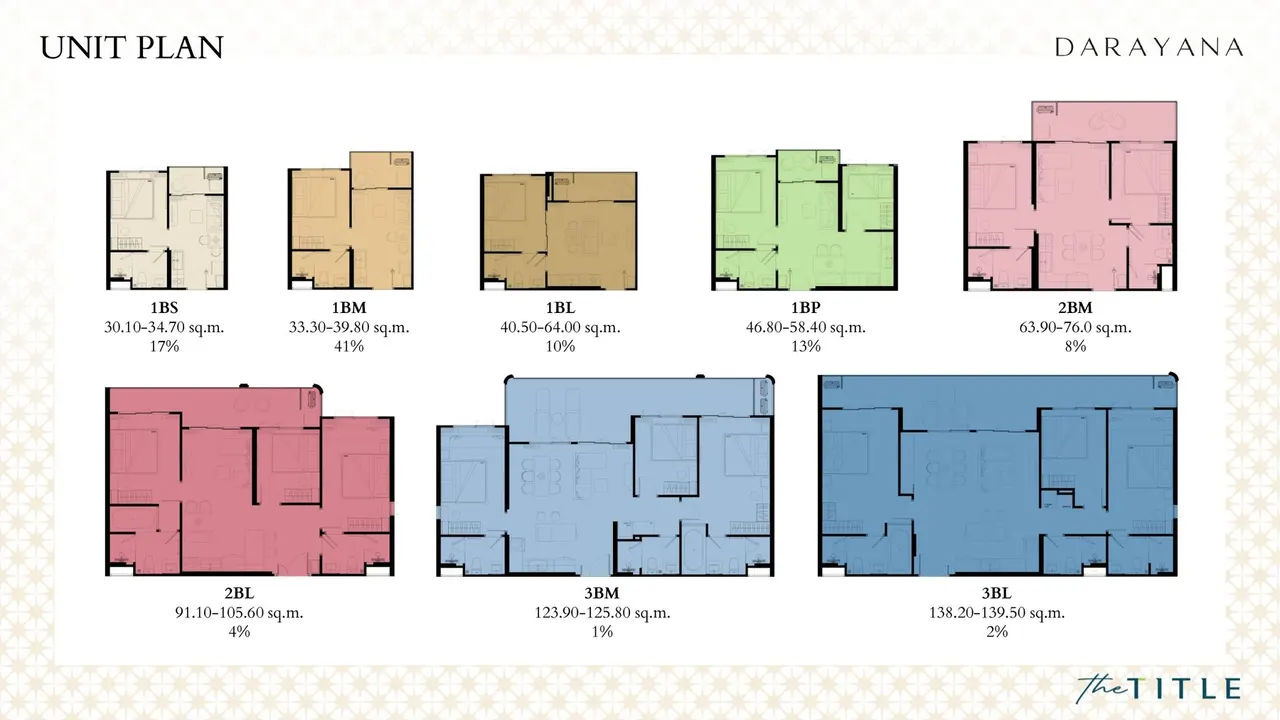 UNIT PLAN
DARAYANA
1BS
30.10-34.70 sq.m.
17%
1BM
33.30-39.80 sq.m.
41%
1BL
40.50-64.00 sq.m.
10%
1BP
46.80-58.40 sq.m.
13%
2BM
63.90-76.0 sq.m.
8%
2BL
91.10-105.60 sq.m.
4%
3BM
123.90-125.80 sq.m.
1%
3BL
138.20-139.50 sq.m.
2%
the TITLE